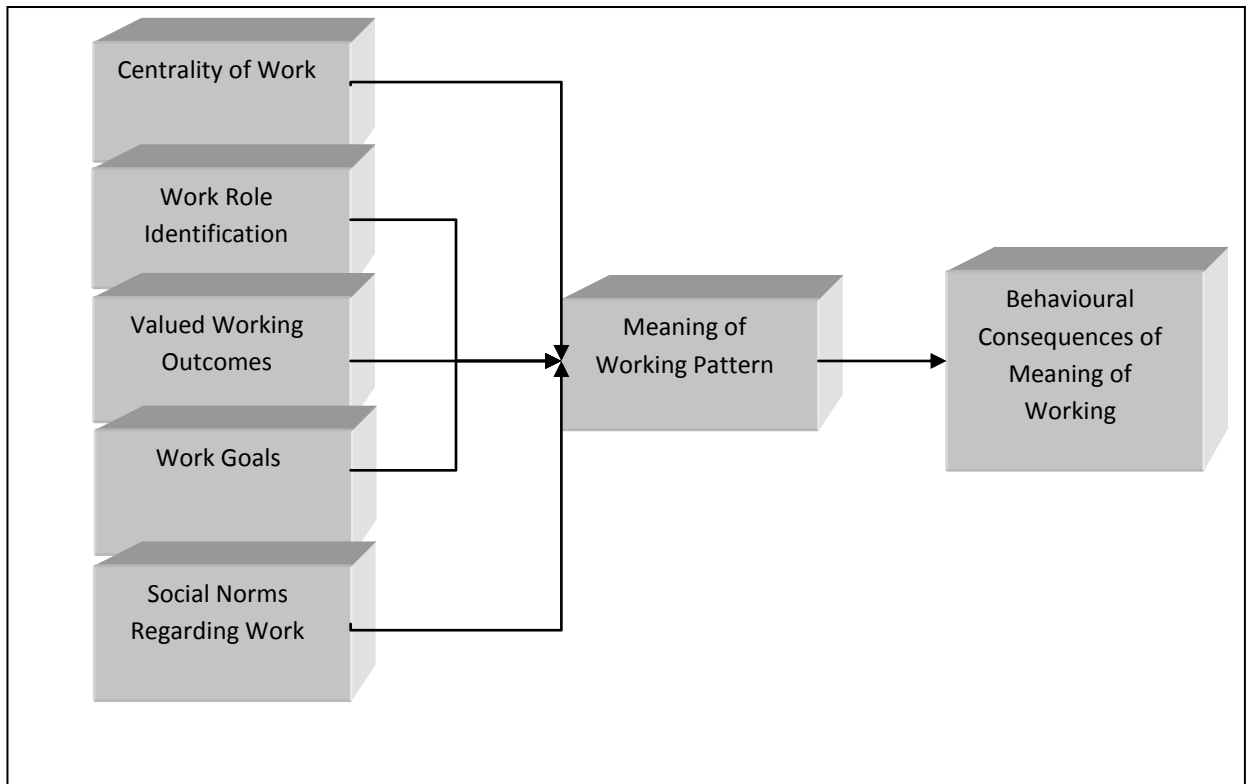 Centrality of Work
Work Role
Identification
Valued Working
Outcomes
Work Goals
Social Norms
Regarding Work
Meaning of
Working Pattern
Behavioural
Consequences of
Meaning of
Working